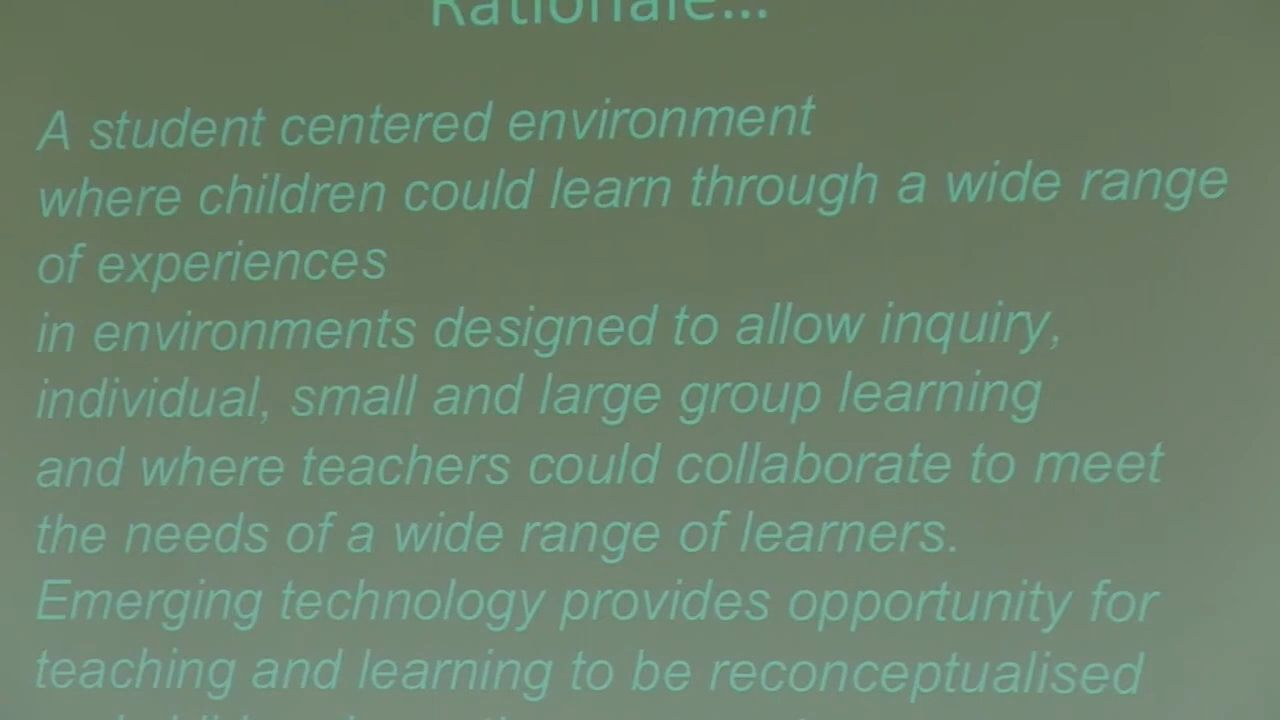 Rationale...
A student centered environment
where children could learn through a wide range
of experiences
in environments designed to allow inquiry,
individual, small and large group learning
and where teachers could collaborate to meet
the needs of a wide range of learners.
Emerging technology provides opportunity for
teaching and learning to be reconceptualised